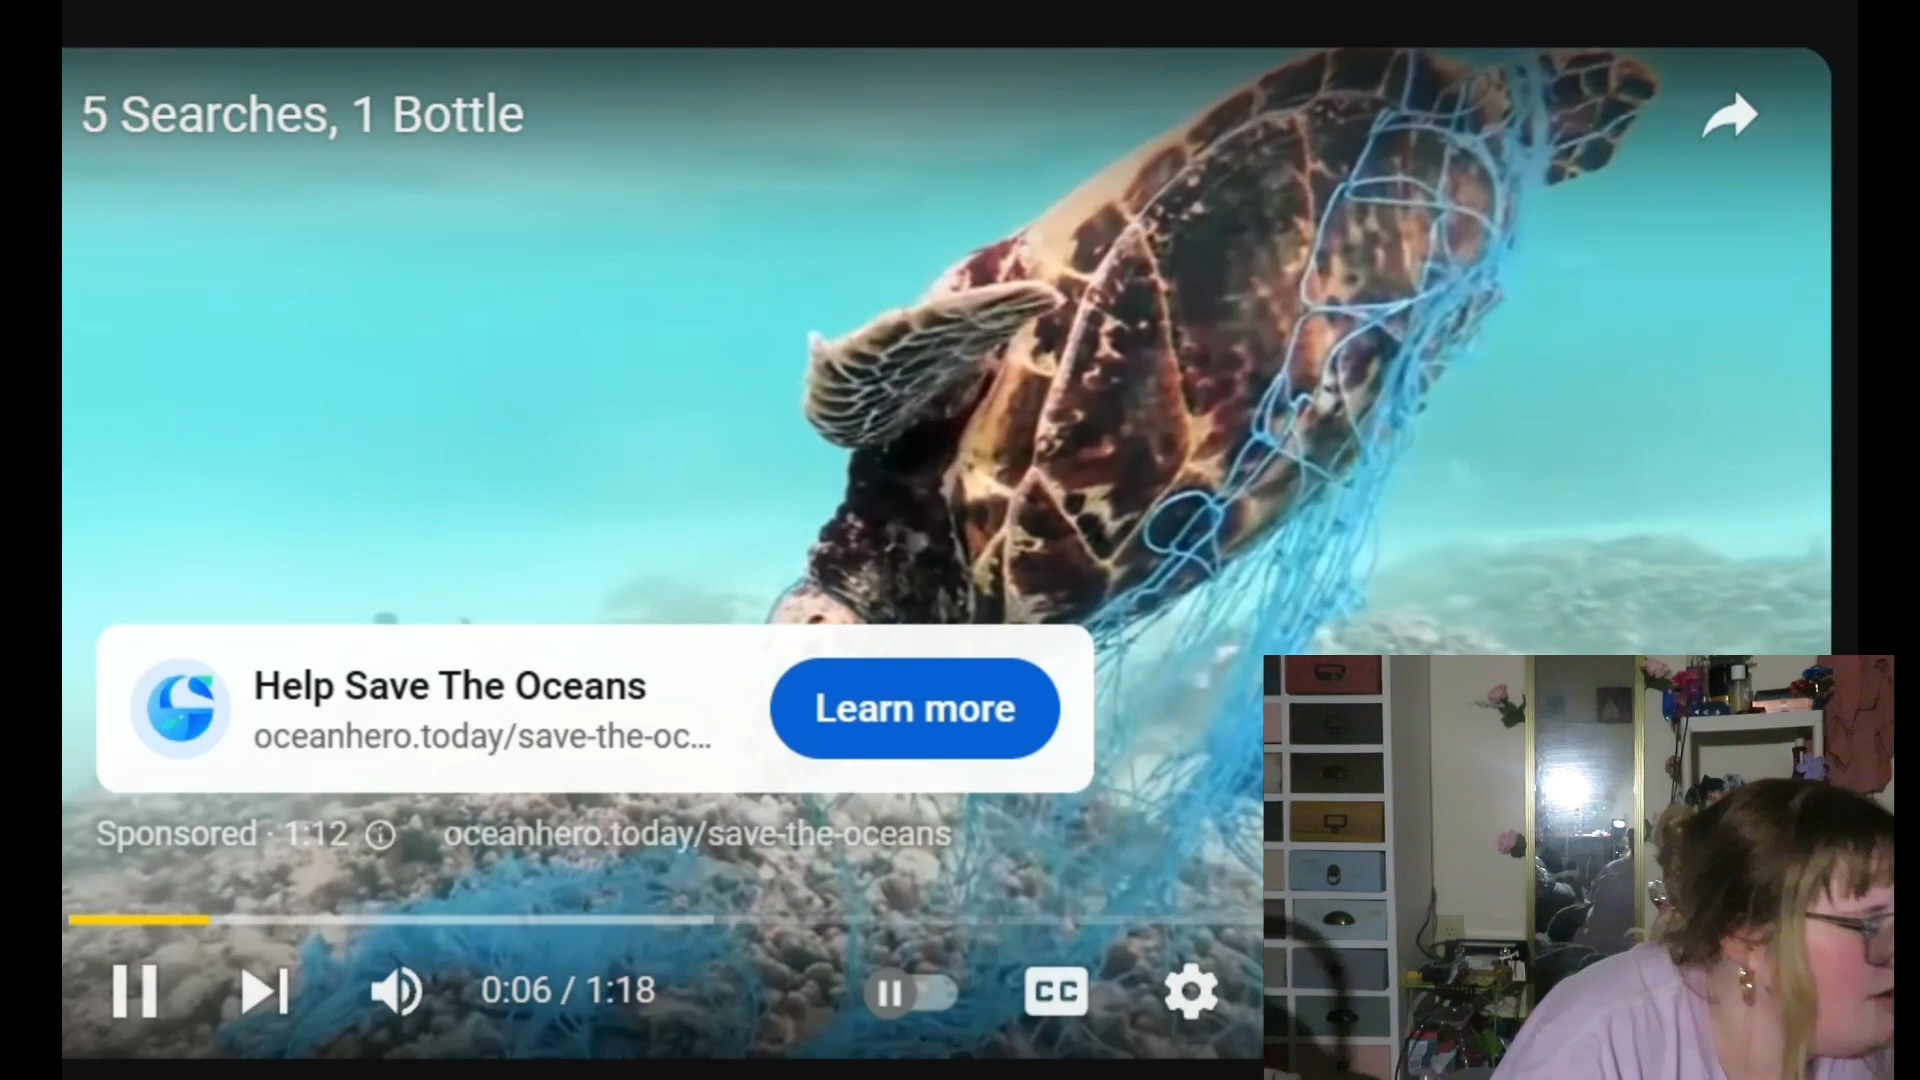 5 Searches, 1 Bottle
Help Save The Oceans
oceanhero.today/save-the-oc...
Learn more
Sponsored · 1:12
oceanhero.today/save-the-oceans
0:06 / 1:18
CC